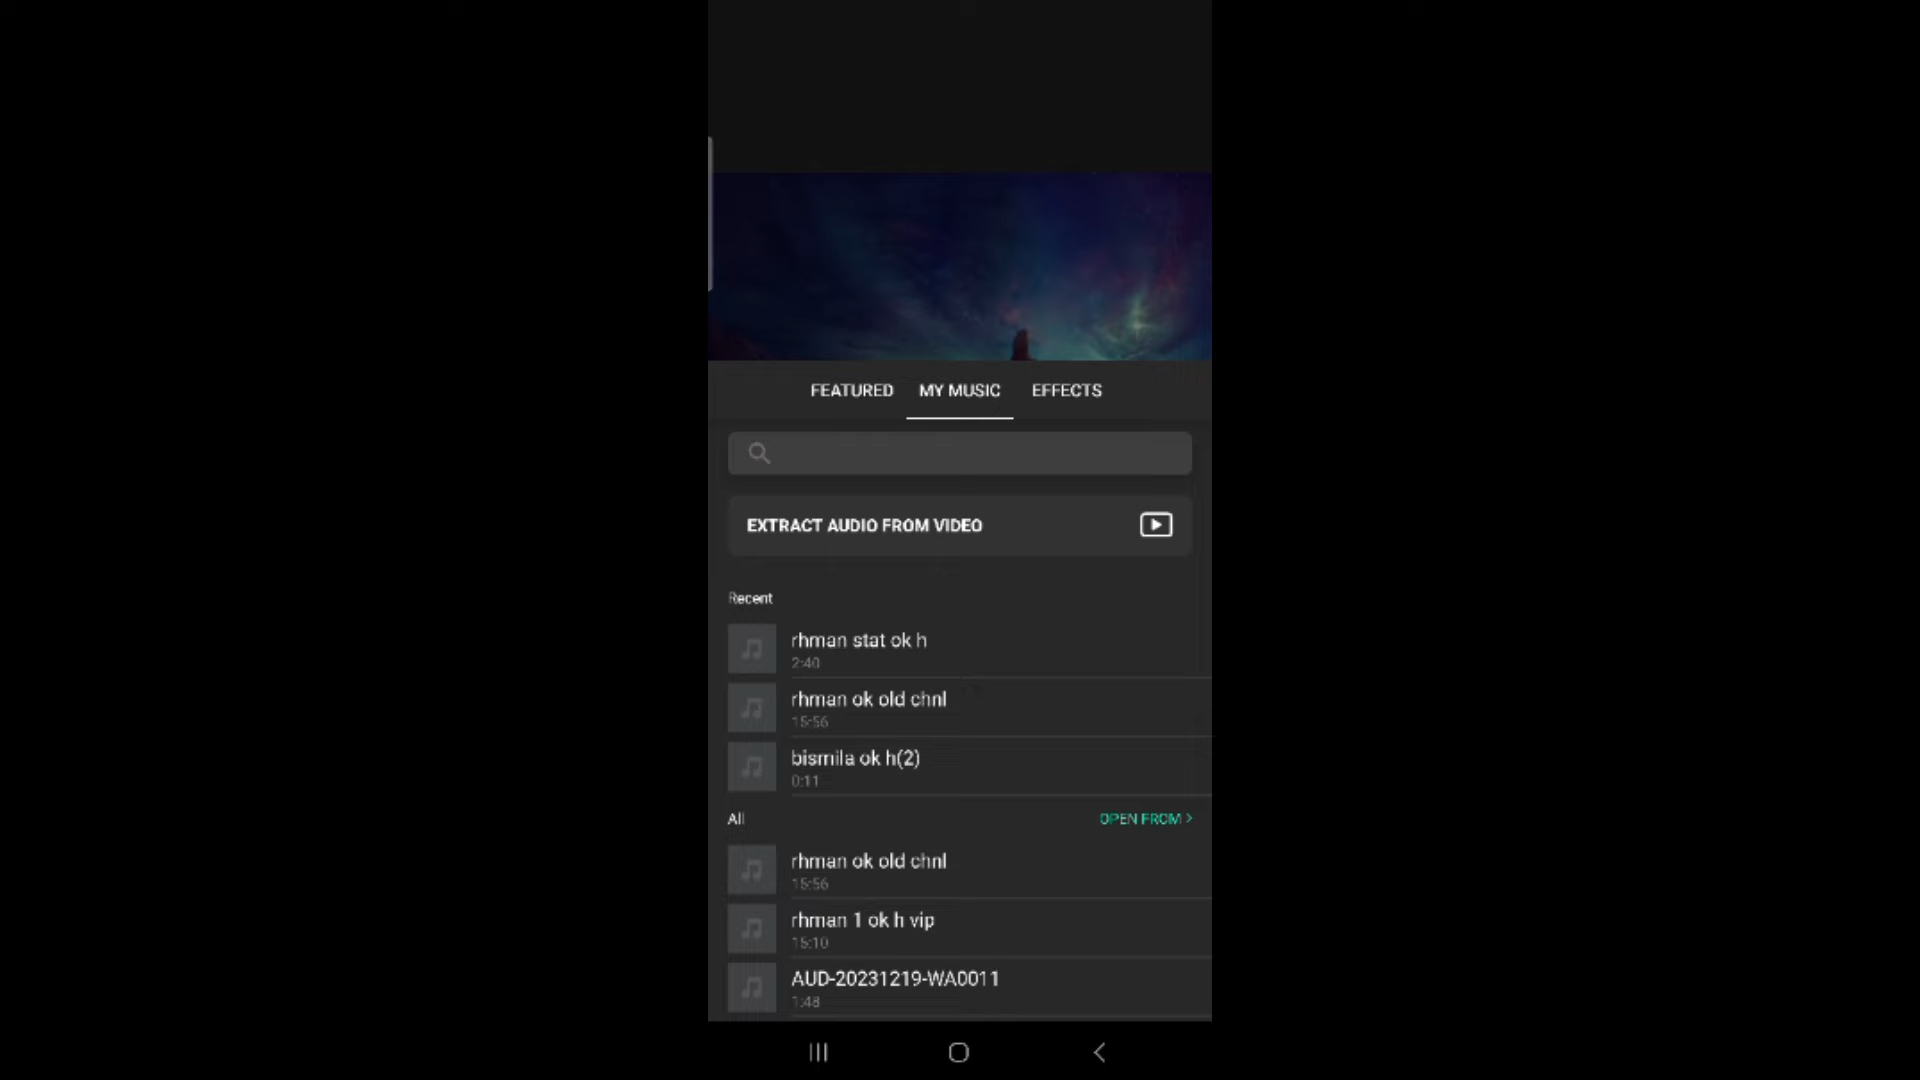 FEATURED MY MUSIC EFFECTS
EXTRACT AUDIO FROM VIDEO
Recent
rhman stat ok h
2:40
rhman ok old chnl
15:56
bismila ok h(2)
0:11
All OPEN FROM >
rhman ok old chnl
15:56
rhman 1 ok h vip
15:10
AUD-20231219-WA0011
1:48